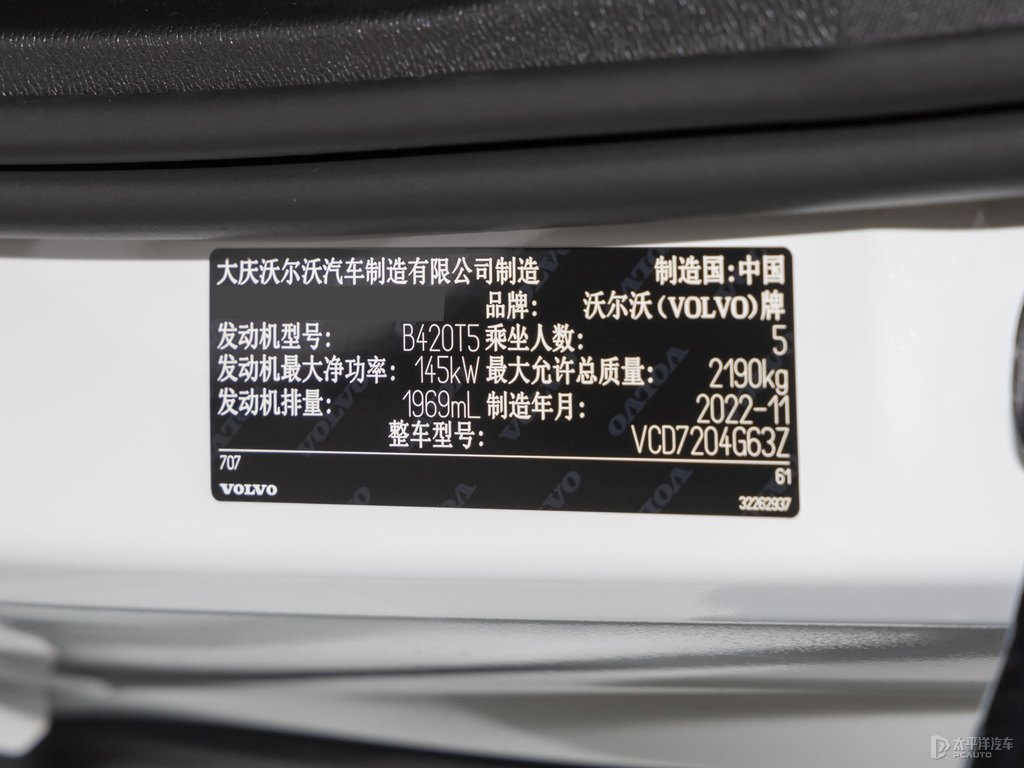 大庆沃尔沃汽车制造有限公司制造 制造国:中国
品牌: 沃尔沃(VOLVO)牌
发动机型号: B420T5 乘坐人数: 5
发动机最大净功率: 145kW 最大允许总质量: 2190kg
发动机排量: 1969mL 制造年月: 2022-11
整车型号: VCD7204G63Z
707 61
VOLVO 32262937
太平洋汽车
PCAUTO